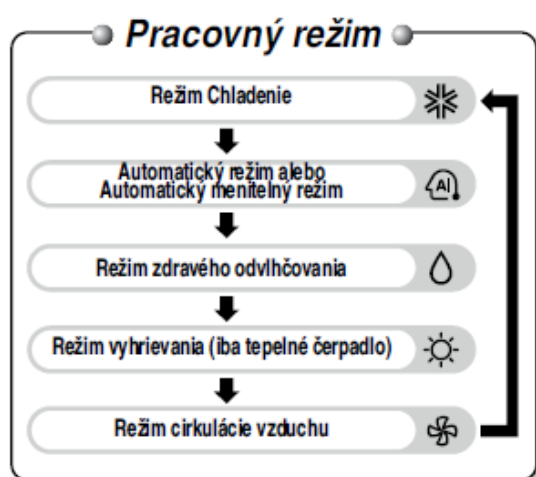 Pracovný režim
Režim Chladenie
Automatický režim alebo
Automatický meniteľný režim
AI
Režim zdravého odvlhčovania
Režim vyhrievania (iba tepelné čerpadlo)
Režim cirkulácie vzduchu